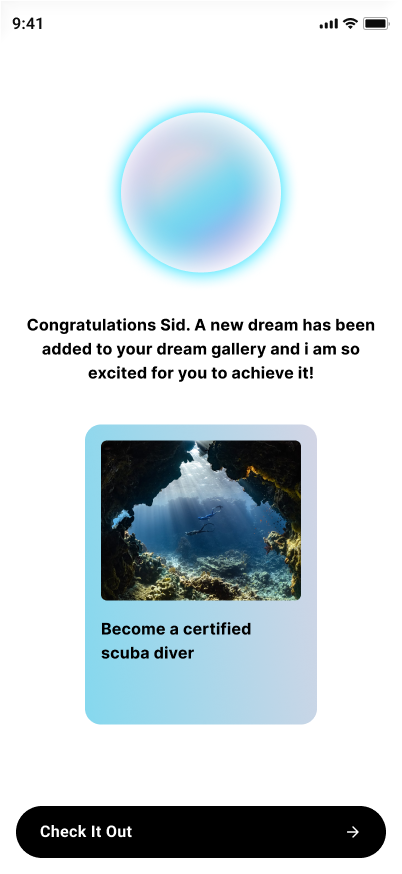 9:41
Congratulations Sid. A new dream has been
added to your dream gallery and i am so
excited for you to achieve it!
Become a certified
scuba diver
Check It Out